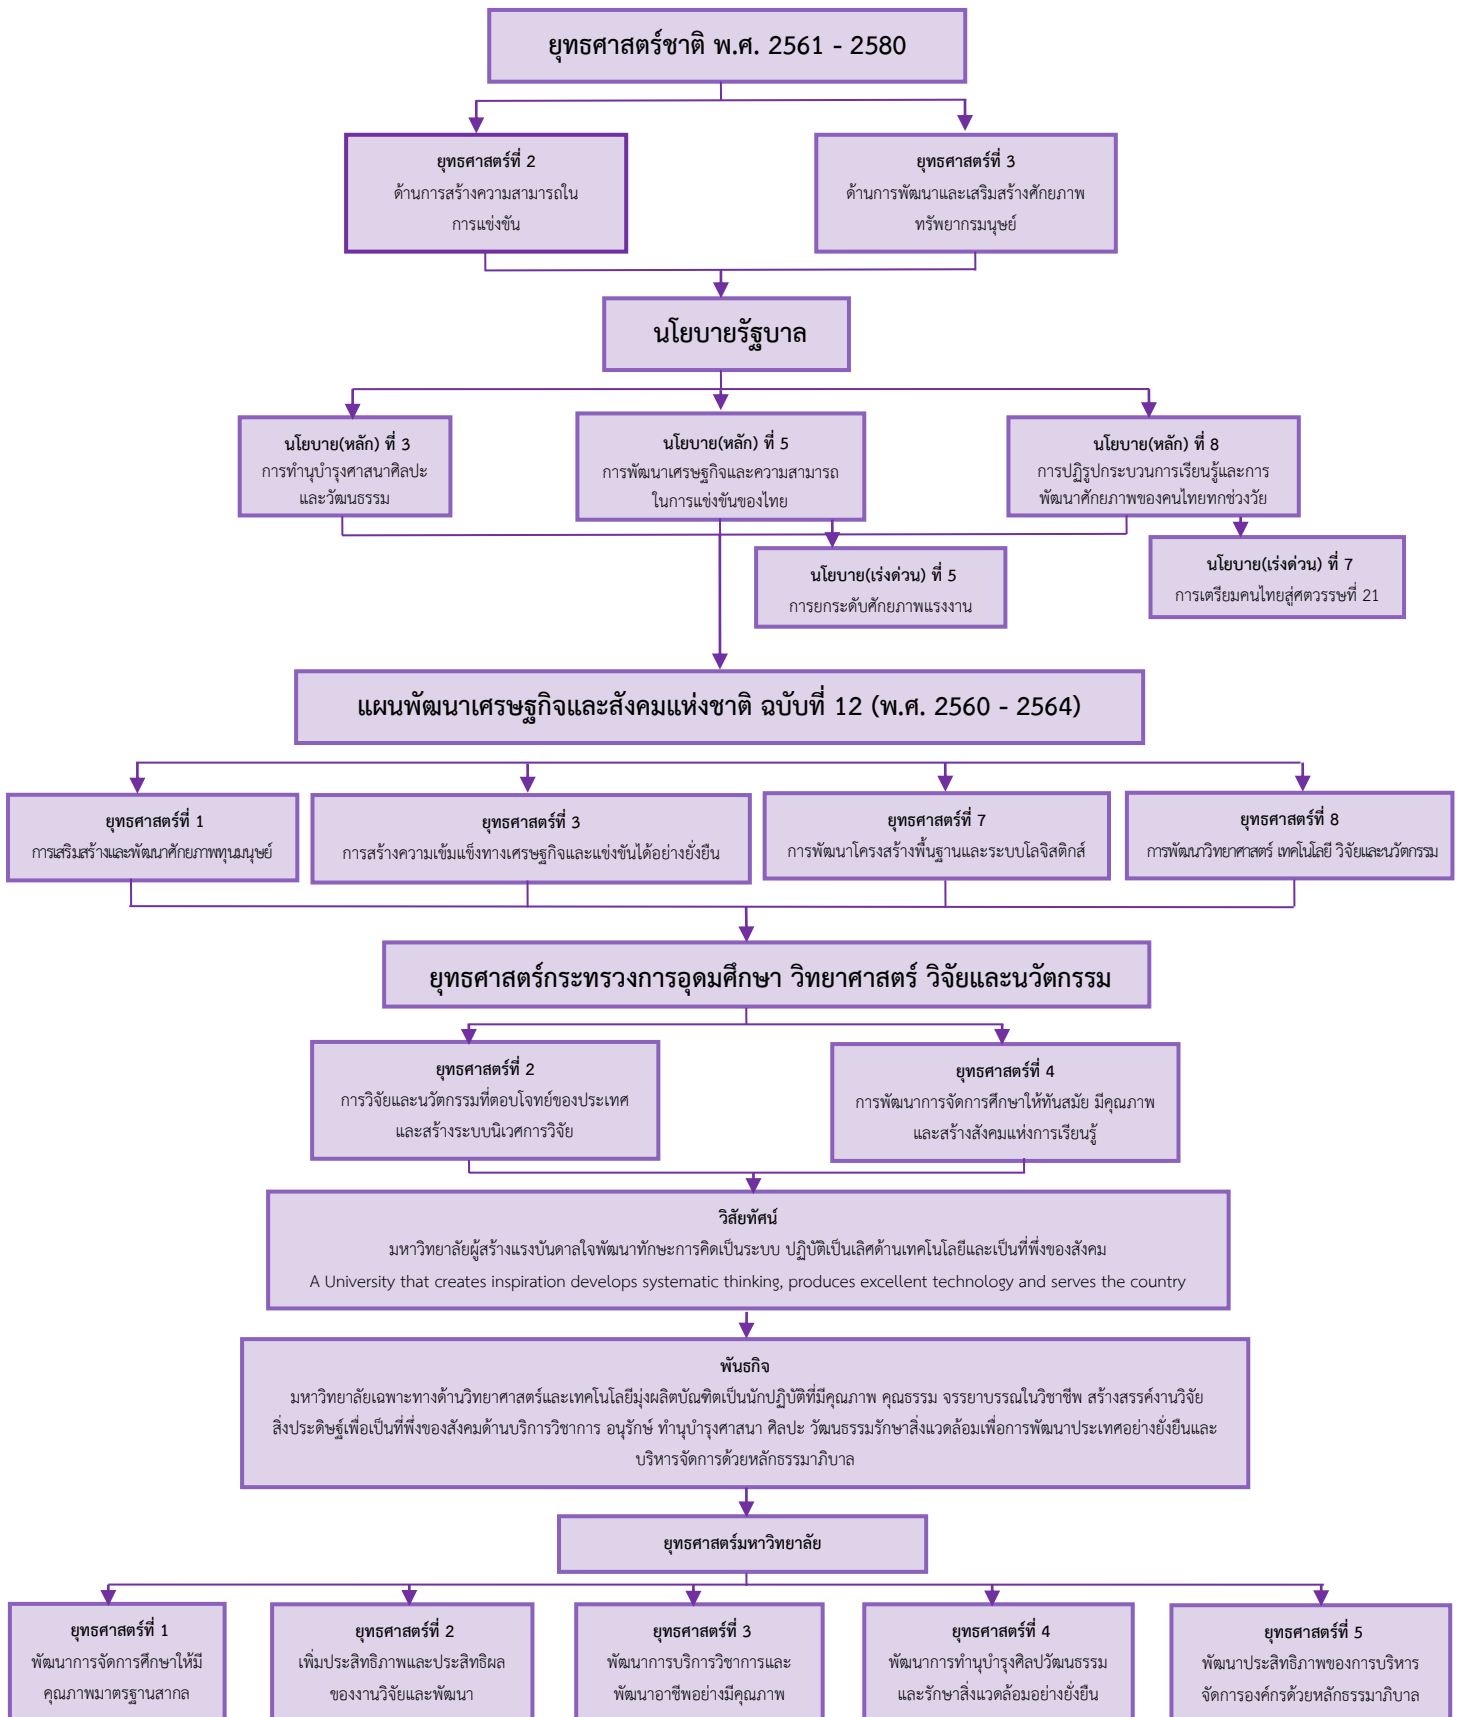 ยุทธศาสตร์ชาติ พ.ศ. 2561 - 2580
ยุทธศาสตร์ที่ 2
ด้านการสร้างความสามารถใน
การแข่งขัน
ยุทธศาสตร์ที่ 3
ด้านการพัฒนาและเสริมสร้างศักยภาพ
ทรัพยากรมนุษย์
นโยบายรัฐบาล
นโยบาย(หลัก) ที่ 3
การทำนุบำรุงศาสนาศิลปะ
และวัฒนธรรม
นโยบาย(หลัก) ที่ 5
การพัฒนาเศรษฐกิจและความสามารถ
ในการแข่งขันของไทย
นโยบาย(หลัก) ที่ 8
การปฏิรูปกระบวนการเรียนรู้และการ
พัฒนาศักยภาพของคนไทยทกช่วงวัย
นโยบาย(เร่งด่วน) ที่ 5
การยกระดับศักยภาพแรงงาน
นโยบาย(เร่งด่วน) ที่ 7
การเตรียมคนไทยสู่ศตวรรษที่ 21
แผนพัฒนาเศรษฐกิจและสังคมแห่งชาติ ฉบับที่ 12 (พ.ศ. 2560 - 2564)
ยุทธศาสตร์ที่ 1
การเสริมสร้างและพัฒนาศักยภาพทุนมนุษย์
ยุทธศาสตร์ที่ 3
การสร้างความเข้มแข็งทางเศรษฐกิจและแข่งขันได้อย่างยั่งยืน
ยุทธศาสตร์ที่ 7
การพัฒนาโครงสร้างพื้นฐานและระบบโลจิสติกส์
ยุทธศาสตร์ที่ 8
การพัฒนาวิทยาศาสตร์ เทคโนโลยี วิจัยและนวัตกรรม
ยุทธศาสตร์กระทรวงการอุดมศึกษา วิทยาศาสตร์ วิจัยและนวัตกรรม
ยุทธศาสตร์ที่ 2
การวิจัยและนวัตกรรมที่ตอบโจทย์ของประเทศ
และสร้างระบบนิเวศการวิจัย
ยุทธศาสตร์ที่ 4
การพัฒนาการจัดการศึกษาให้ทันสมัย มีคุณภาพ
และสร้างสังคมแห่งการเรียนรู้
วิสัยทัศน์
มหาวิทยาลัยผู้สร้างแรงบันดาลใจพัฒนาทักษะการคิดเป็นระบบ ปฏิบัติเป็นเลิศด้านเทคโนโลยีและเป็นที่พึ่งของสังคม
A University that creates inspiration develops systematic thinking, produces excellent technology and serves the country
พันธกิจ
มหาวิทยาลัยเฉพาะทางด้านวิทยาศาสตร์และเทคโนโลยีมุ่งผลิตบัณฑิตเป็นนักปฏิบัติที่มีคุณภาพ คุณธรรม จรรยาบรรณในวิชาชีพ สร้างสรรค์งานวิจัย
สิ่งประดิษฐ์เพื่อเป็นที่พึ่งของสังคมด้านบริการวิชาการ อนุรักษ์ ทำนุบำรุงศาสนา ศิลปะ วัฒนธรรมรักษาสิ่งแวดล้อมเพื่อการพัฒนาประเทศอย่างยั่งยืนและ
บริหารจัดการด้วยหลักธรรมาภิบาล
ยุทธศาสตร์มหาวิทยาลัย
ยุทธศาสตร์ที่ 1
พัฒนาการจัดการศึกษาให้มี
คุณภาพมาตรฐานสากล
ยุทธศาสตร์ที่ 2
เพิ่มประสิทธิภาพและประสิทธิผล
ของงานวิจัยและพัฒนา
ยุทธศาสตร์ที่ 3
พัฒนาการบริการวิชาการและ
พัฒนาอาชีพอย่างมีคุณภาพ
ยุทธศาสตร์ที่ 4
พัฒนาการทำนุบำรุงศิลปวัฒนธรรม
และรักษาสิ่งแวดล้อมอย่างยั่งยืน
ยุทธศาสตร์ที่ 5
พัฒนาประสิทธิภาพของการบริหาร
จัดการองค์กรด้วยหลักธรรมาภิบาล